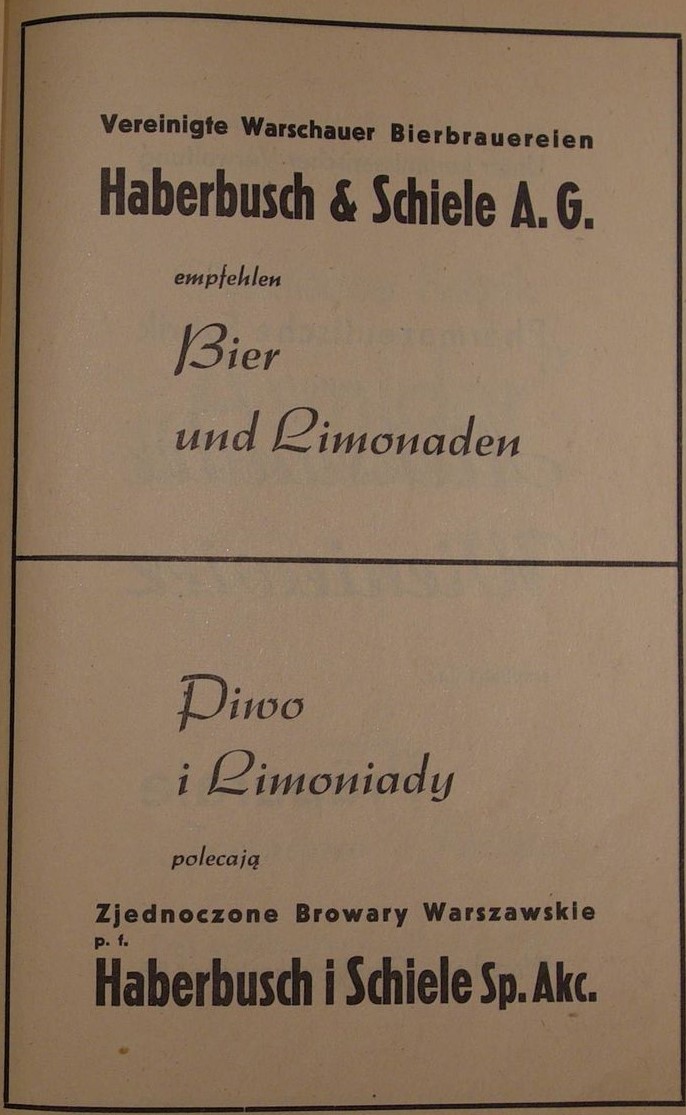 Vereinigte Warschauer Bierbrauereien
Haberbusch & Schiele A. G.
empfehlen
Bier
und Limonaden
Piwo
i Limoniady
polecają
Zjednoczone Browary Warszawskie
p. f.
Haberbusch i Schiele Sp. Akc.